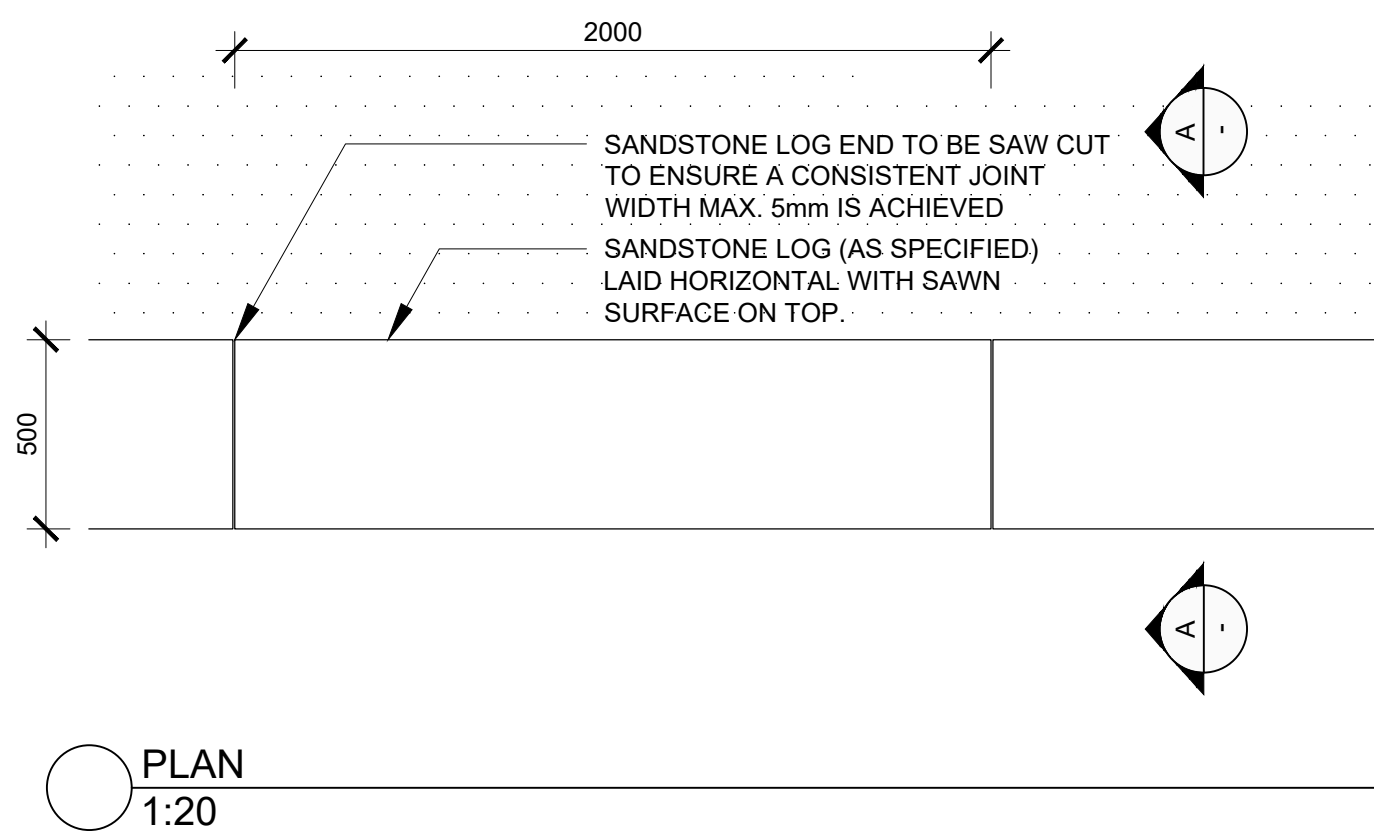 2000
A
-
SANDSTONE LOG END TO BE SAW CUT
TO ENSURE A CONSISTENT JOINT
WIDTH MAX. 5mm IS ACHIEVED
SANDSTONE LOG (AS SPECIFIED)
LAID HORIZONTAL WITH SAWN
SURFACE ON TOP.
500
A
-
PLAN
1:20